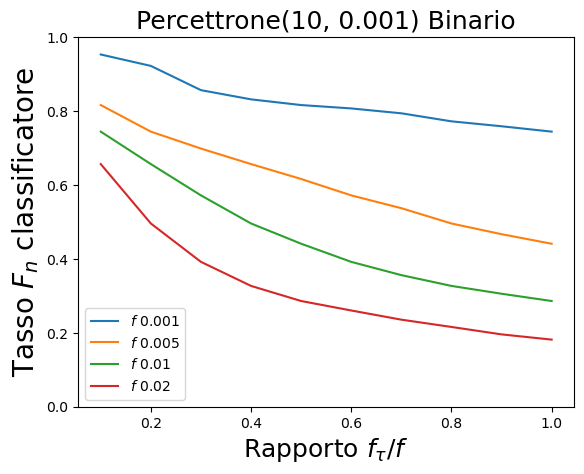 Percettrone(10, 0.001) Binario
Tasso $F_n$ classificatore
1.0
0.8
0.6
0.4
0.2
0.0
f 0.001
f 0.005
f 0.01
f 0.02
0.2 0.4 0.6 0.8 1.0
Rapporto $f_τ/f$